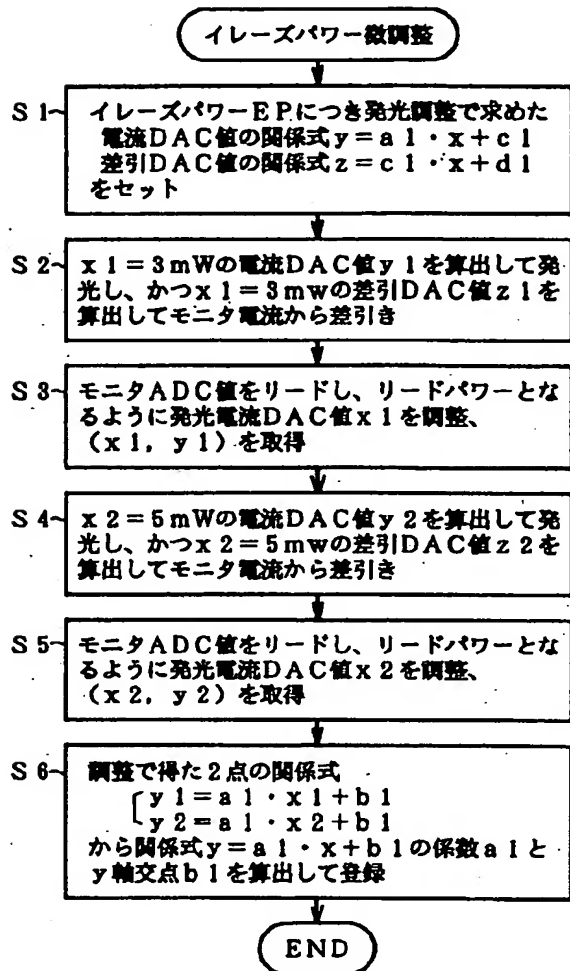 イレーズパワー微調整
S1 イレーズパワーEPにつき発光調整で求めた
電流DAC値の関係式y=a1・x+c1
差引DAC値の関係式z=c1・x+d1
をセット
S2 x1=3mWの電流DAC値y1を算出して発
光し、かつx1=3mwの差引DAC値z1を
算出してモニタ電流から差引き
S3 モニタADC値をリードし、リードパワーとな
るように発光電流DAC値x1を調整、
(x1, y1)を取得
S4 x2=5mWの電流DAC値y2を算出して発
光し、かつx2=5mwの差引DAC値z2を
算出してモニタ電流から差引き
S5 モニタADC値をリードし、リードパワーとな
るように発光電流DAC値x2を調整、
(x2, y2)を取得
S6 調整で得た2点の関係式
y1=a1・x1+b1
y2=a1・x2+b1
から関係式y=a1・x+b1の係数a1と
y軸交点b1を算出して登録
END